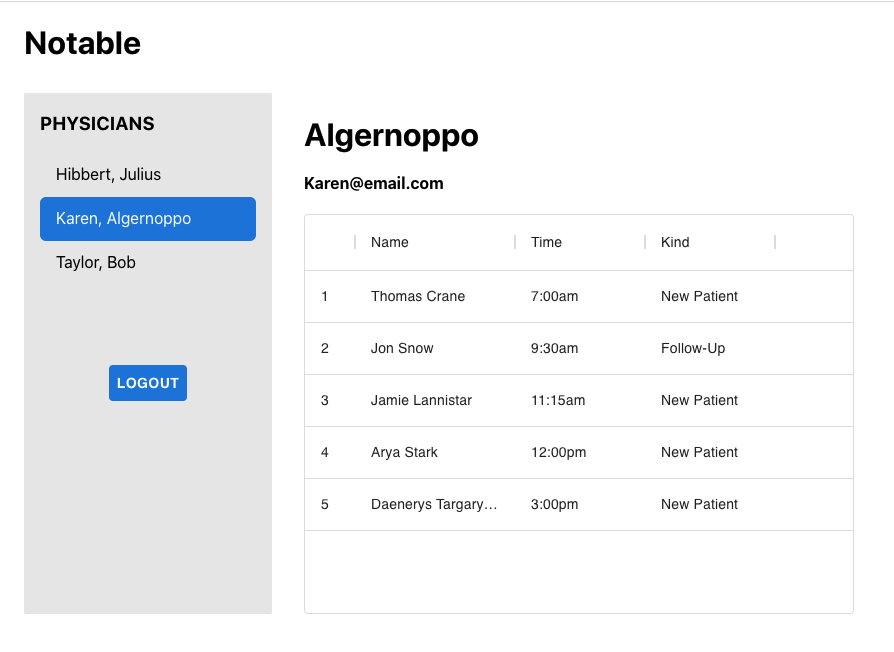 Notable
PHYSICIANS
Hibbert, Julius
Karen, Algernoppo
Taylor, Bob
LOGOUT
Algernoppo
Karen@email.com
Name Time Kind
1 Thomas Crane 7:00am New Patient
2 Jon Snow 9:30am Follow-Up
3 Jamie Lannistar 11:15am New Patient
4 Arya Stark 12:00pm New Patient
5 Daenerys Targary... 3:00pm New Patient